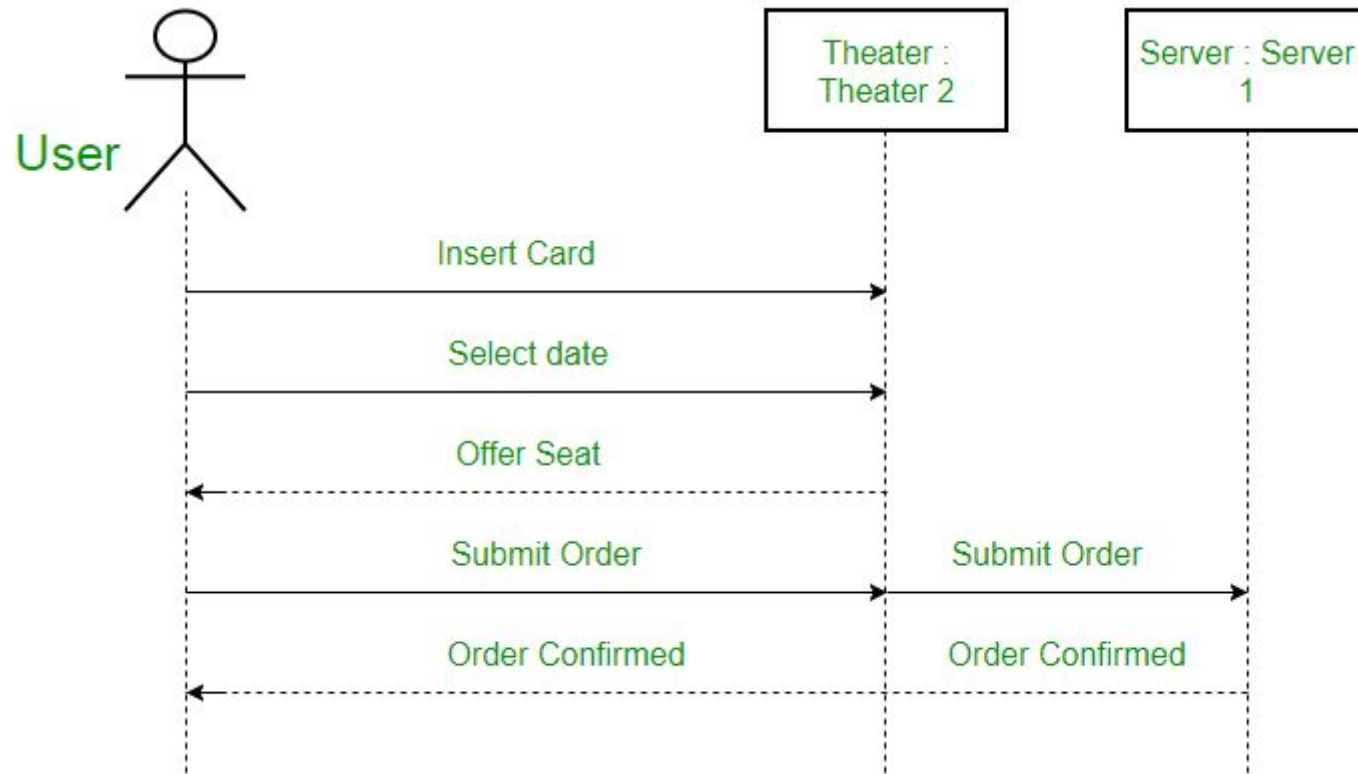 Theater :
Theater 2
Server : Server
1
User
Insert Card
Select date
Offer Seat
Submit Order
Submit Order
Order Confirmed
Order Confirmed